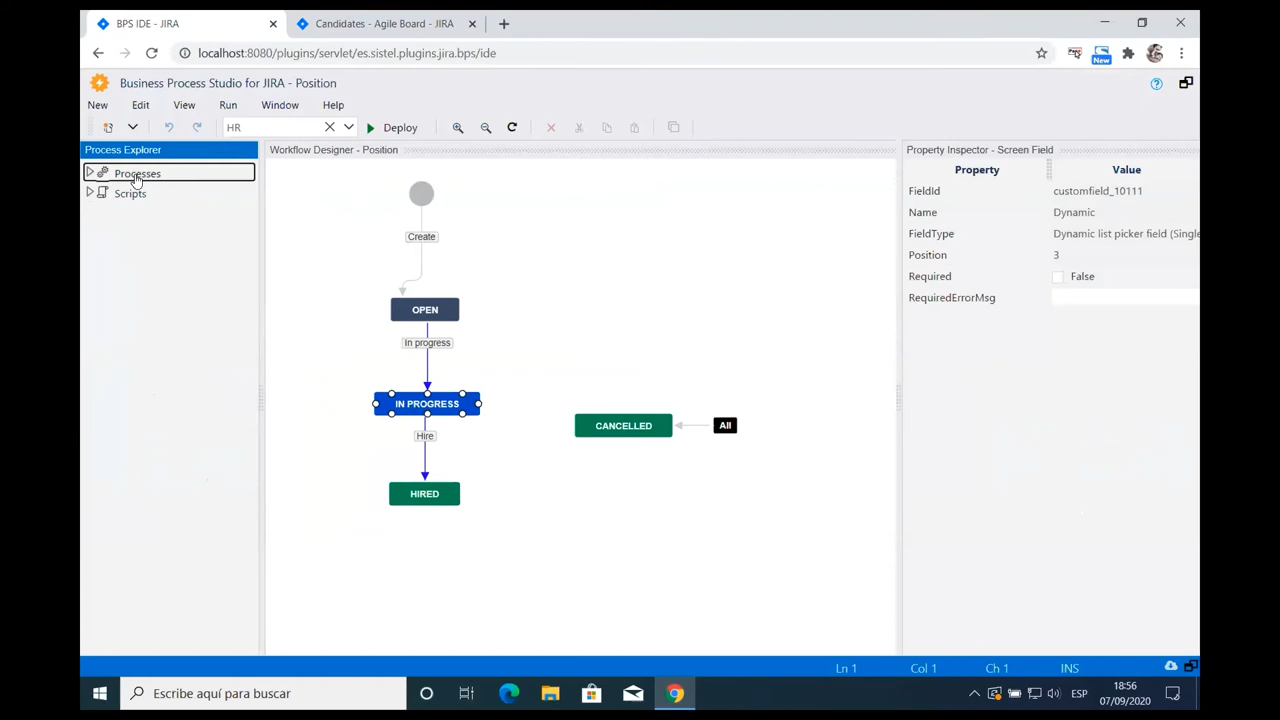 BPS IDE - JIRA
Candidates - Agile Board - JIRA
localhost:8080/plugins/servlet/es.sistel.plugins.jira.bps/ide
New
Business Process Studio for JIRA - Position
New Edit View Run Window Help
HR Deploy
Process Explorer
Processes
Scripts
Workflow Designer - Position
Create
OPEN
In progress
IN PROGRESS
Hire
HIRED
CANCELLED
All
Property Inspector - Screen Field
Property Value
FieldId customfield_10111
Name Dynamic
FieldType Dynamic list picker field (Singl
Position 3
Required False
RequiredErrorMsg
Ln 1 Col 1 Ch 1 INS
Escribe aquí para buscar
ESP
18:56
07/09/2020